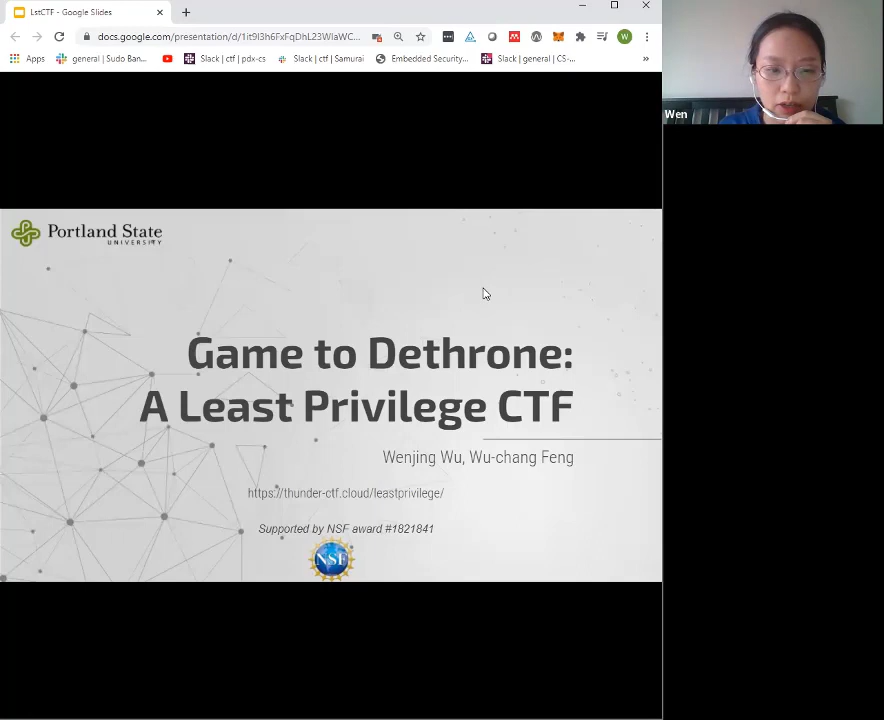 LstCTF - Google Slides
docs.google.com/presentation/d/1it9I3h6FxFqDhL23WlaWC...
W
Apps
general | Sudo Ban...
Slack | ctf | pdx-cs
Slack | ctf | Samurai
Embedded Security...
Slack | general | CS-...
»
Wen
Portland State
UNIVERSITY
Game to Dethrone:
A Least Privilege CTF
Wenjing Wu, Wu-chang Feng
https://thunder-ctf.cloud/leastprivilege/
Supported by NSF award #1821841
NSF